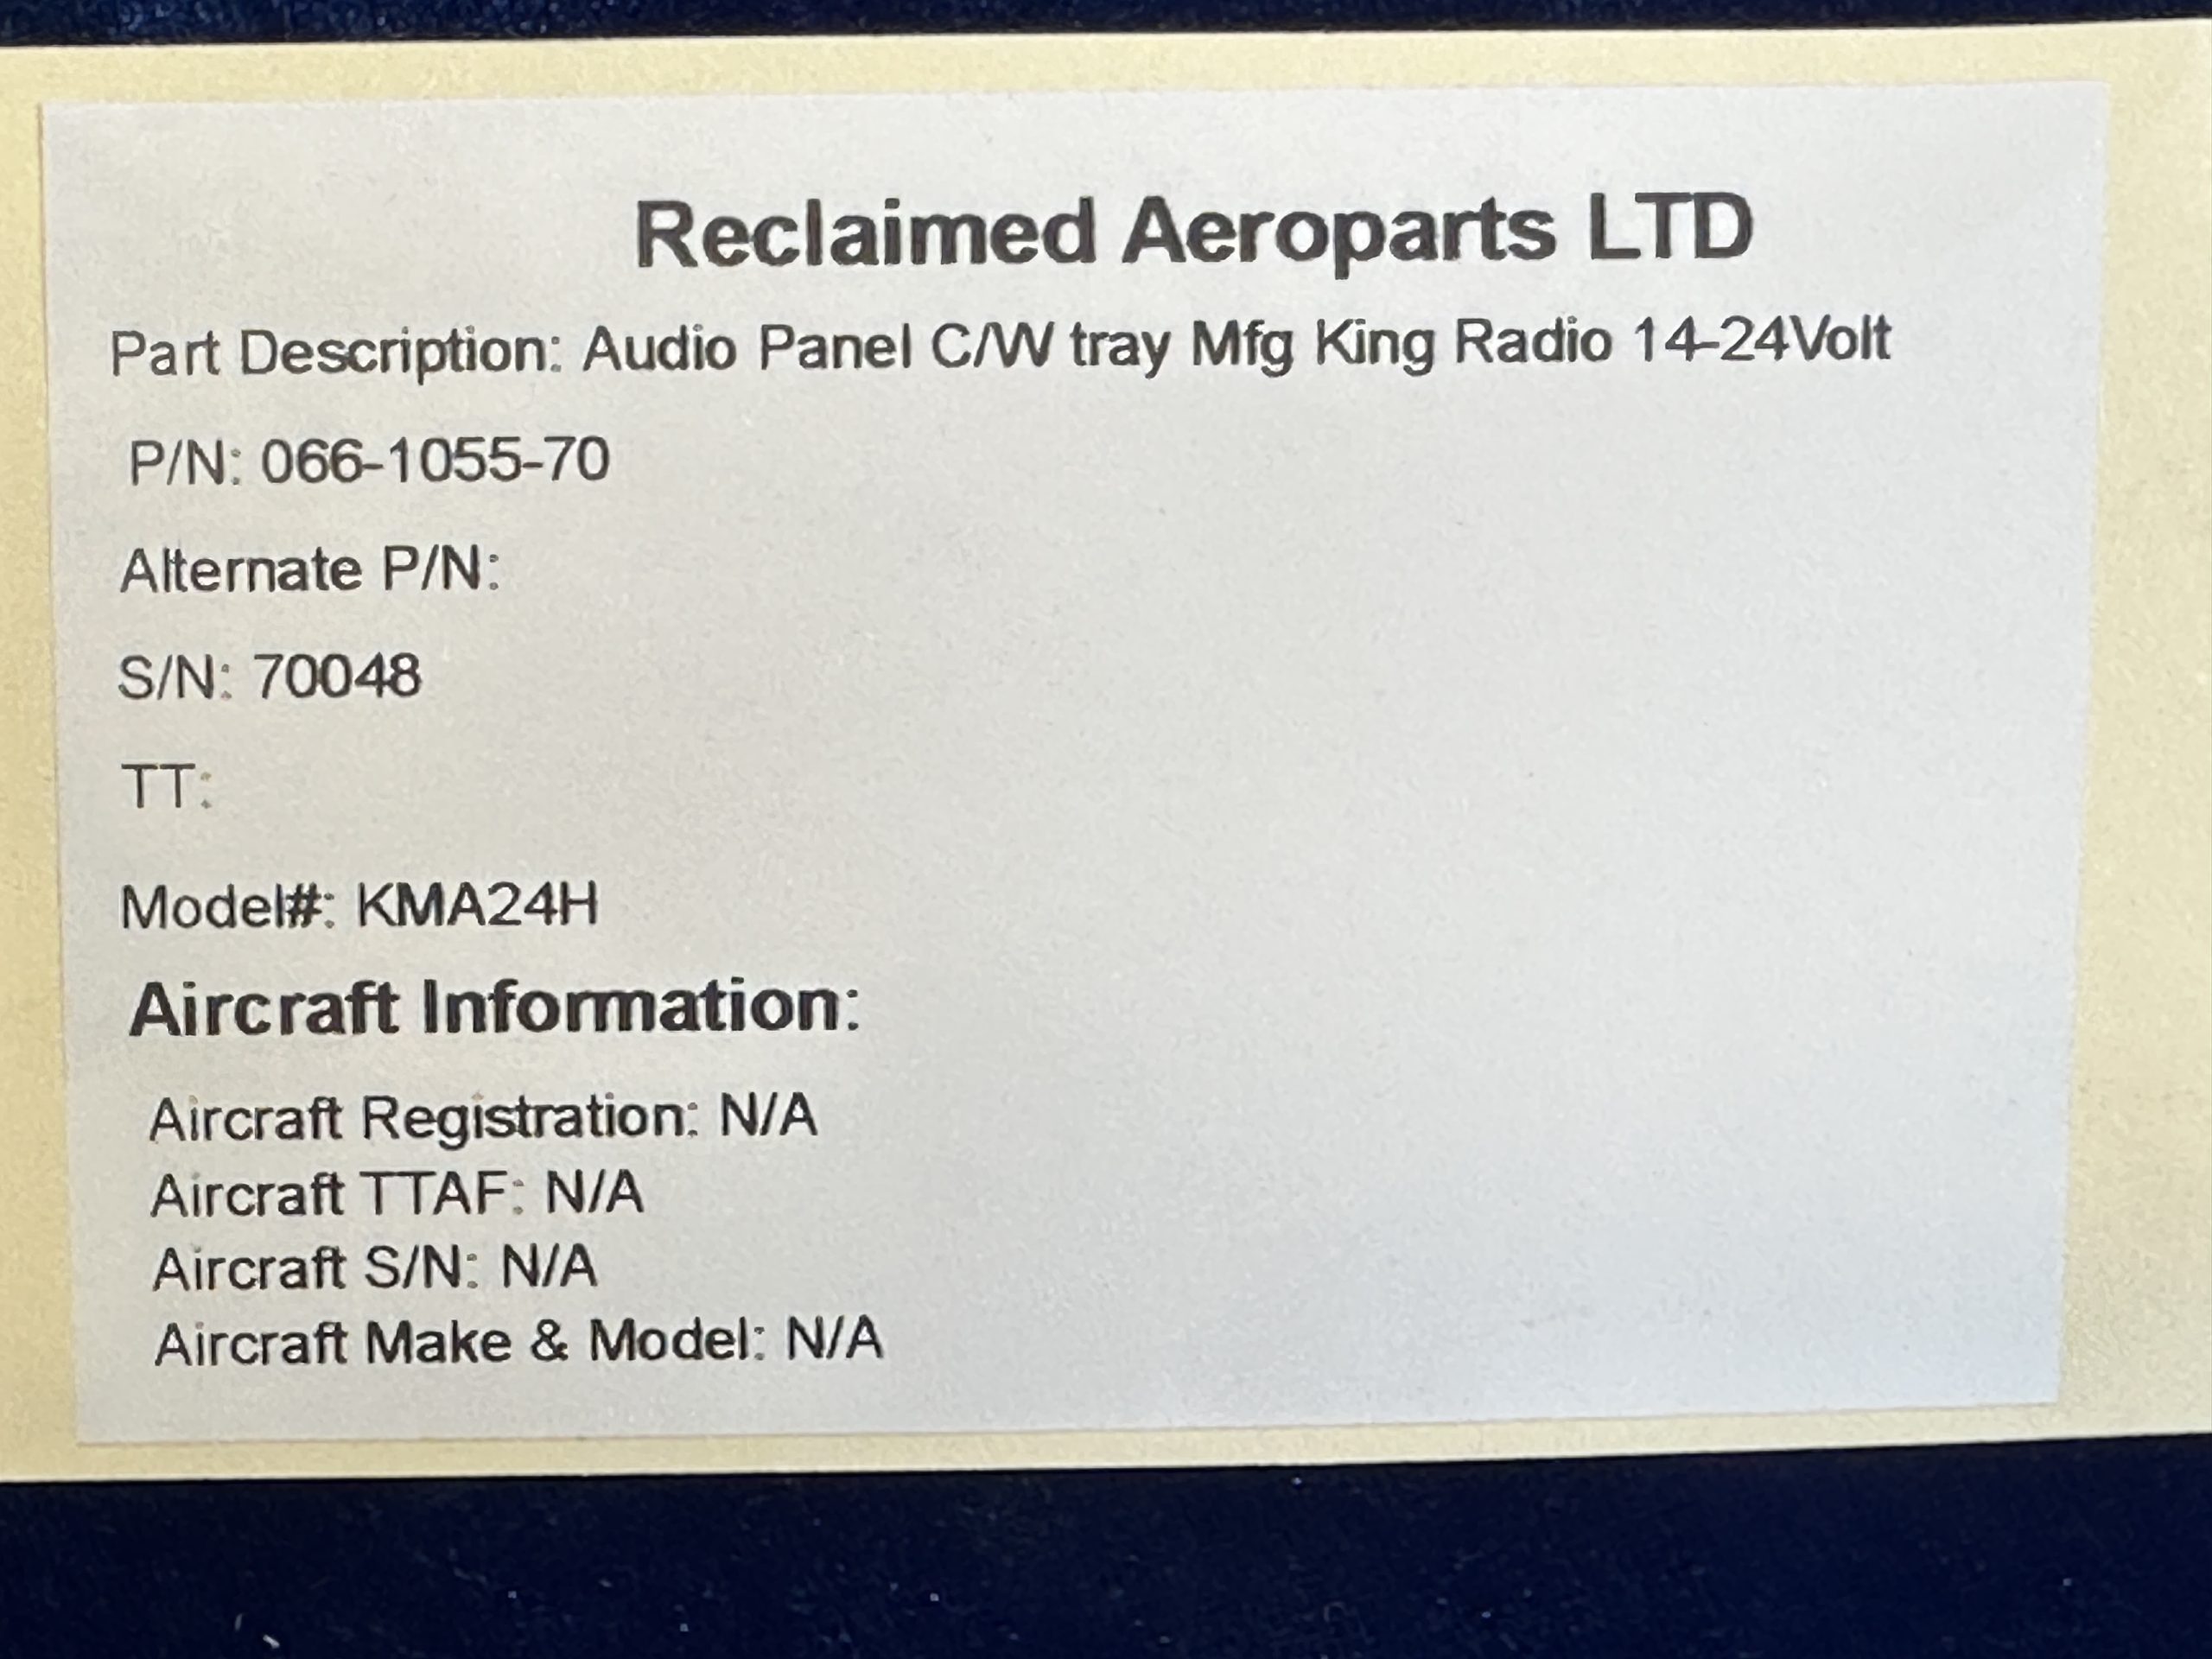 Reclaimed Aeroparts LTD
Part Description: Audio Panel C/W tray Mfg King Radio 14-24Volt
P/N: 066-1055-70
Alternate P/N:
S/N: 70048
TT:
Model#: KMA24H
Aircraft Information:
Aircraft Registration: N/A
Aircraft TTAF: N/A
Aircraft S/N: N/A
Aircraft Make & Model: N/A